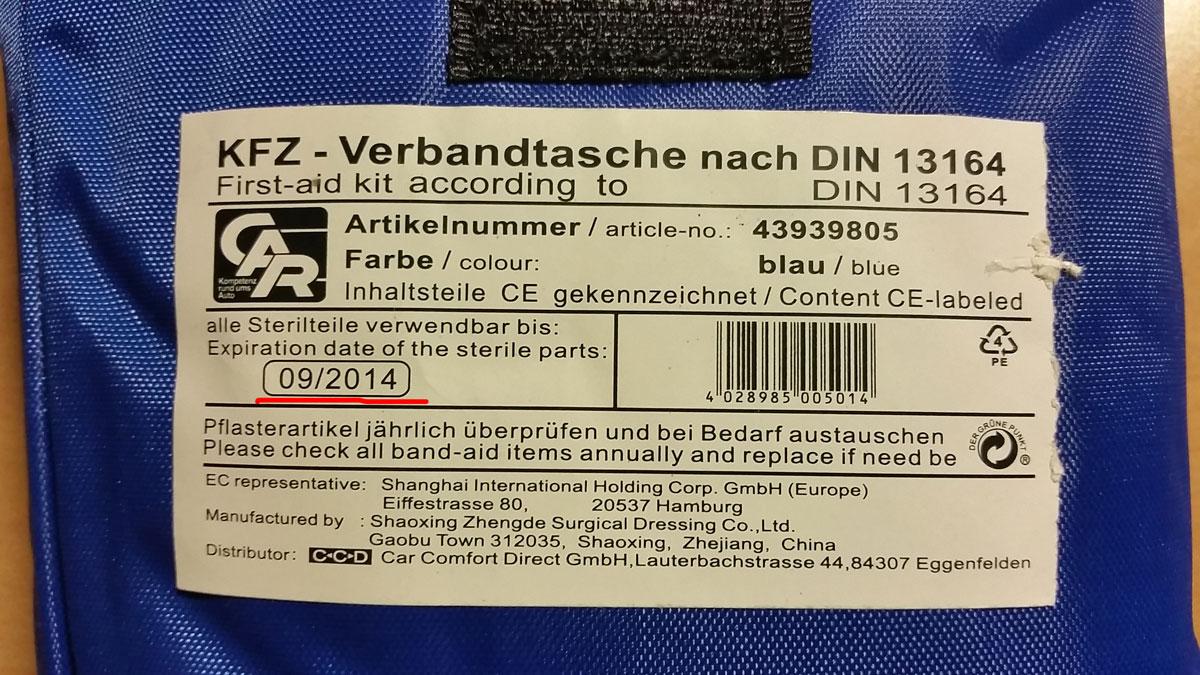 KFZ - Verbandtasche nach DIN 13164
First-aid kit according to DIN 13164
CAR
Kompetenz
rund ums
Auto
Artikelnummer / article-no.: 43939805
Farbe / colour: blau / blue
Inhaltsteile CE gekennzeichnet / Content CE-labeled
alle Sterilteile verwendbar bis:
Expiration date of the sterile parts:
09/2014
4 028985 005014
4
PE
Pflasterartikel jährlich überprüfen und bei Bedarf austauschen
Please check all band-aid items annually and replace if need be
DER GRÜNE PUNKT
®
EC representative: Shanghai International Holding Corp. GmbH (Europe)
Eiffestrasse 80, 20537 Hamburg
Manufactured by : Shaoxing Zhengde Surgical Dressing Co.,Ltd.
Gaobu Town 312035, Shaoxing, Zhejiang, China
Distributor: C•C•D Car Comfort Direct GmbH,Lauterbachstrasse 44,84307 Eggenfelden